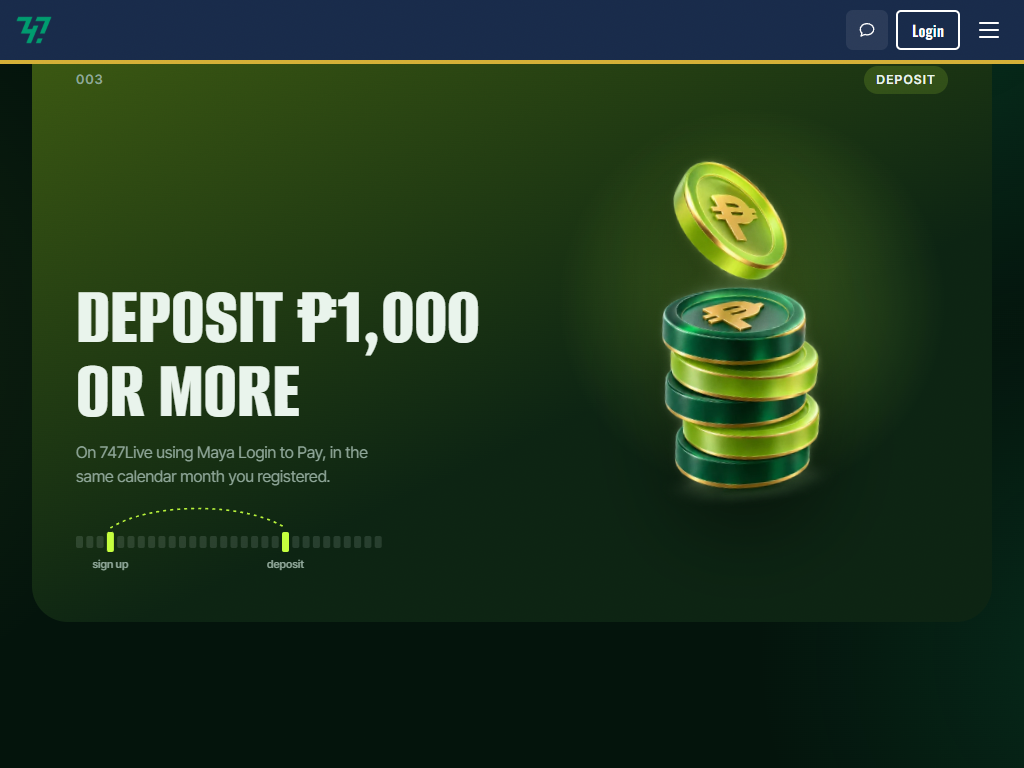 747
Login
003
DEPOSIT
DEPOSIT ₱1,000
OR MORE
On 747Live using Maya Login to Pay, in the
same calendar month you registered.
sign up
deposit